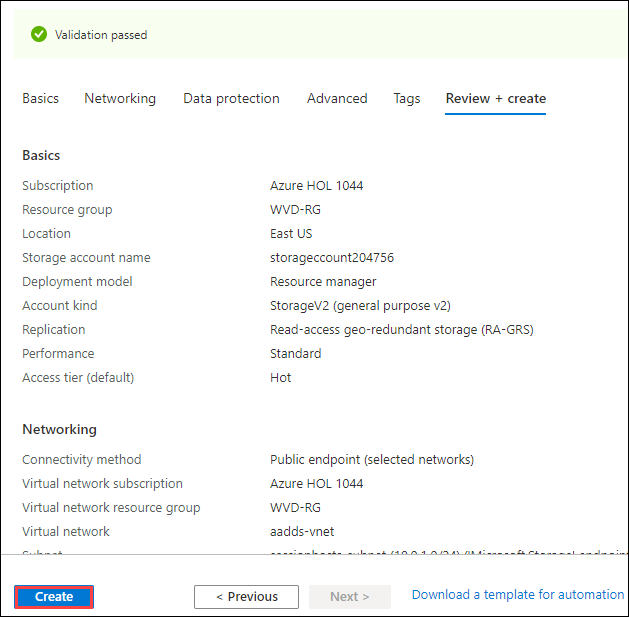 Validation passed
Basics Networking Data protection Advanced Tags Review + create
Basics
Subscription Azure HOL 1044
Resource group WVD-RG
Location East US
Storage account name storageccount204756
Deployment model Resource manager
Account kind StorageV2 (general purpose v2)
Replication Read-access geo-redundant storage (RA-GRS)
Performance Standard
Access tier (default) Hot
Networking
Connectivity method Public endpoint (selected networks)
Virtual network subscription Azure HOL 1044
Virtual network resource group WVD-RG
Virtual network aadds-vnet
Subnet
Create < Previous Next > Download a template for automation